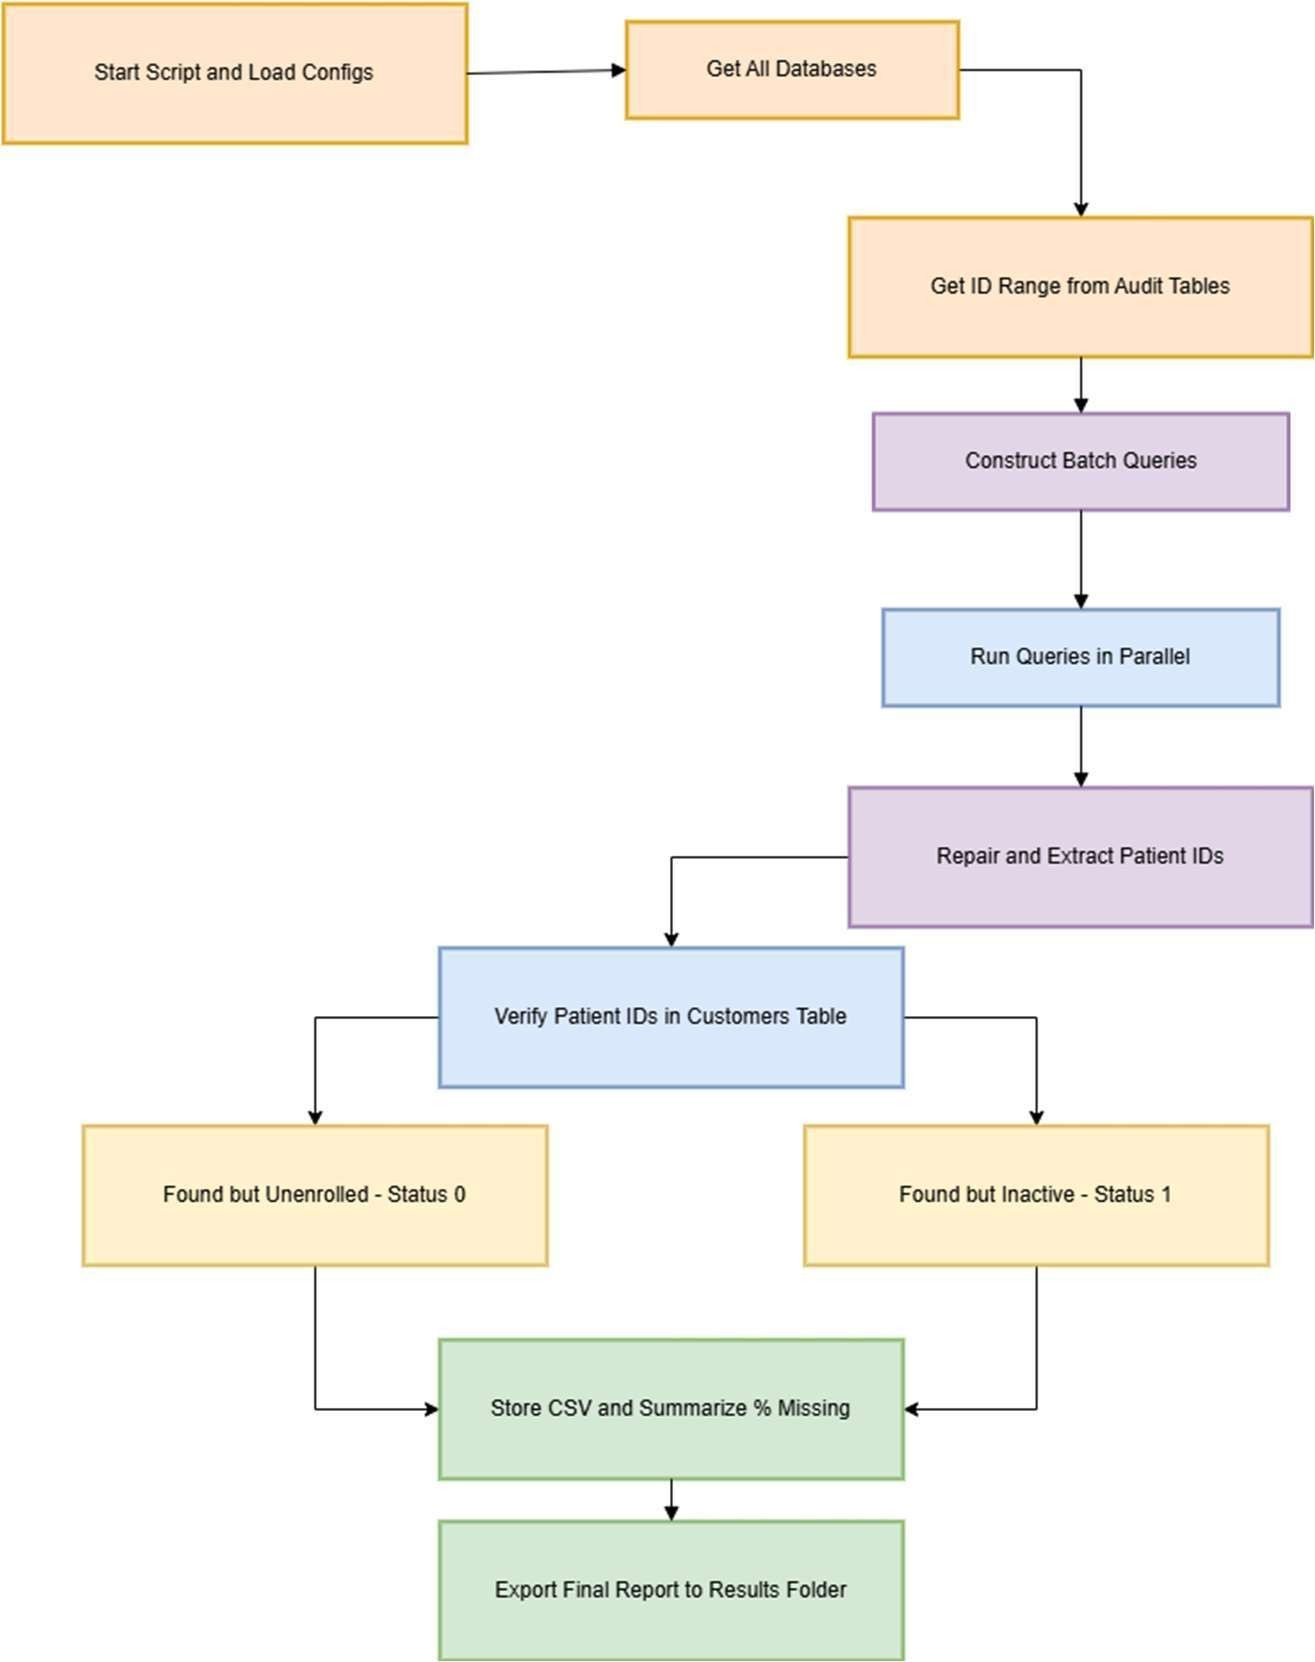 Start Script and Load Configs
Get All Databases
Get ID Range from Audit Tables
Construct Batch Queries
Run Queries in Parallel
Repair and Extract Patient IDs
Verify Patient IDs in Customers Table
Found but Unenrolled - Status 0
Found but Inactive - Status 1
Store CSV and Summarize % Missing
Export Final Report to Results Folder